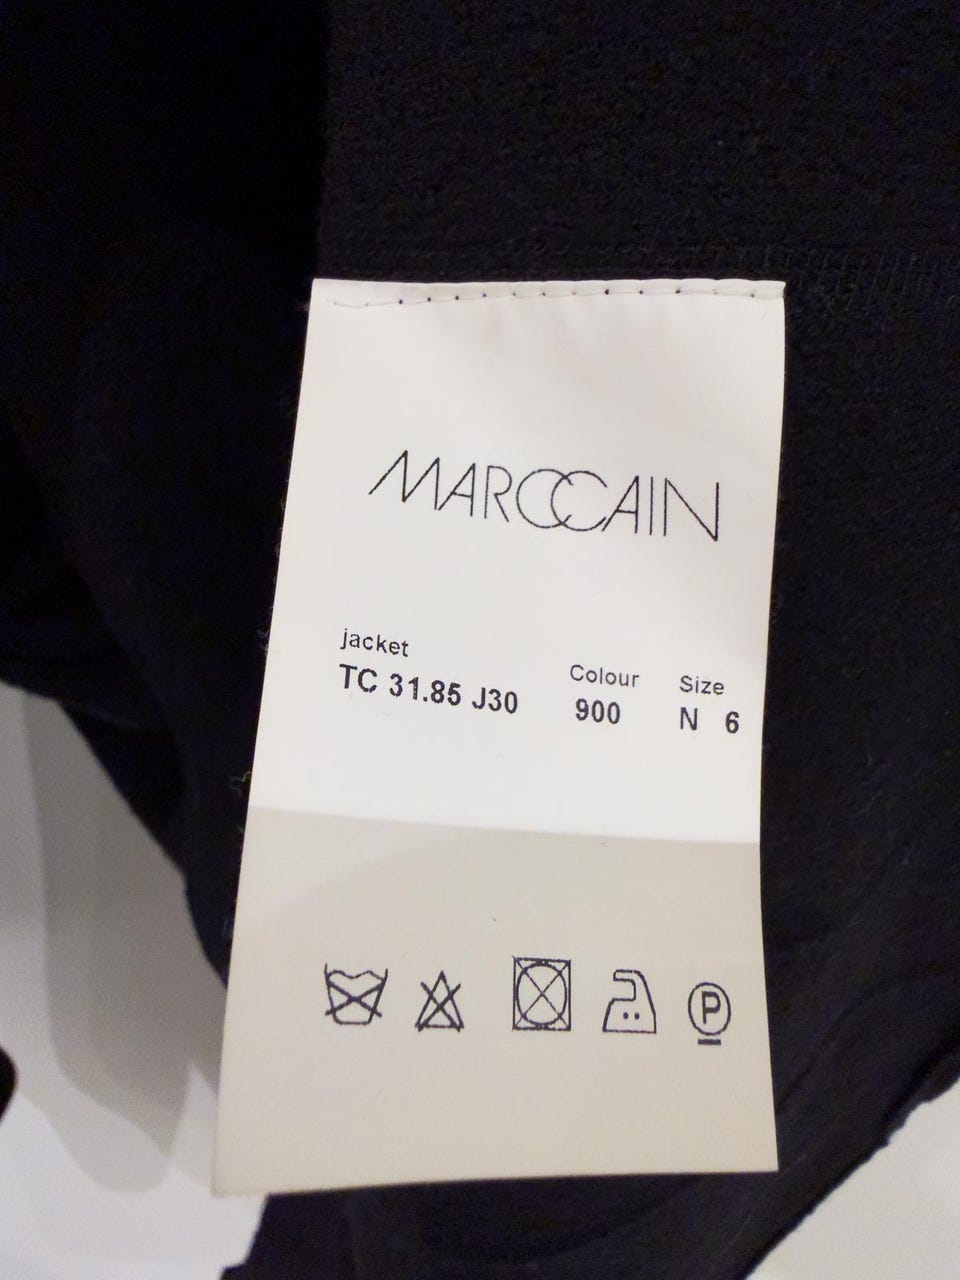 MARCCAIN
jacket
TC 31.85 J30
Colour
900
Size
N 6
P